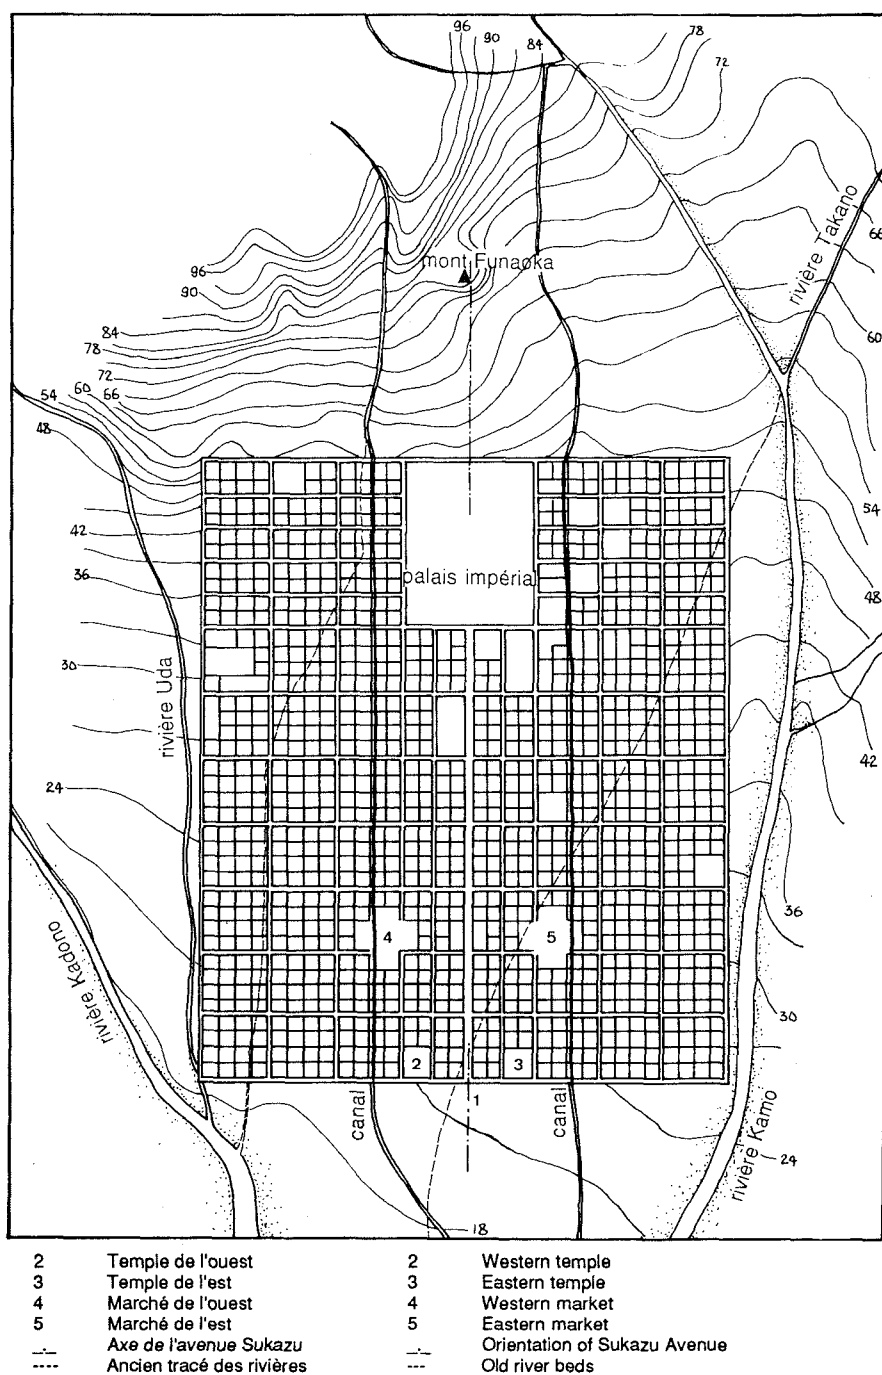 96
90
84
78
72
rivière Takano
66
mont Funaoka
96
90
84
60
78
72
60
66
54
48
54
42
palais impérial
36
48
30
rivière Uda
42
24
36
4
5
rivière Kadono
30
2
3
canal
1
canal
rivière Kamo
24
18
2 Temple de l'ouest 2 Western temple
3 Temple de l'est 3 Eastern temple
4 Marché de l'ouest 4 Western market
5 Marché de l'est 5 Eastern market
Axe de l'avenue Sukazu Orientation of Sukazu Avenue
Ancien tracé des rivières Old river beds